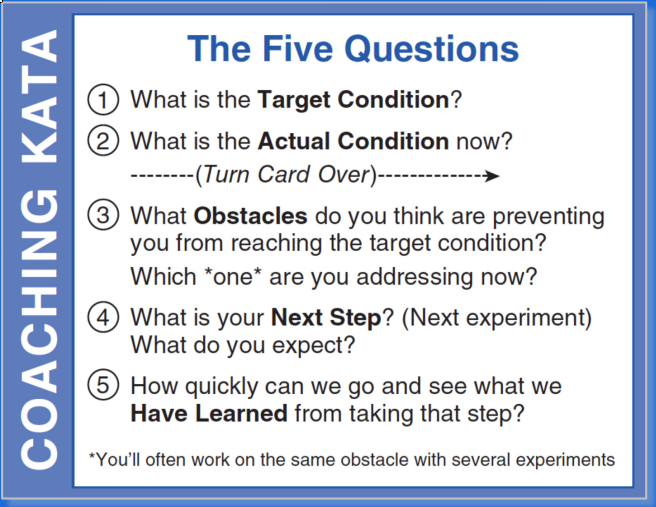 COACHING KATA
The Five Questions
① What is the Target Condition?
② What is the Actual Condition now?
--------(Turn Card Over)------------->
③ What Obstacles do you think are preventing
you from reaching the target condition?
Which *one* are you addressing now?
④ What is your Next Step? (Next experiment)
What do you expect?
⑤ How quickly can we go and see what we
Have Learned from taking that step?
*You'll often work on the same obstacle with several experiments